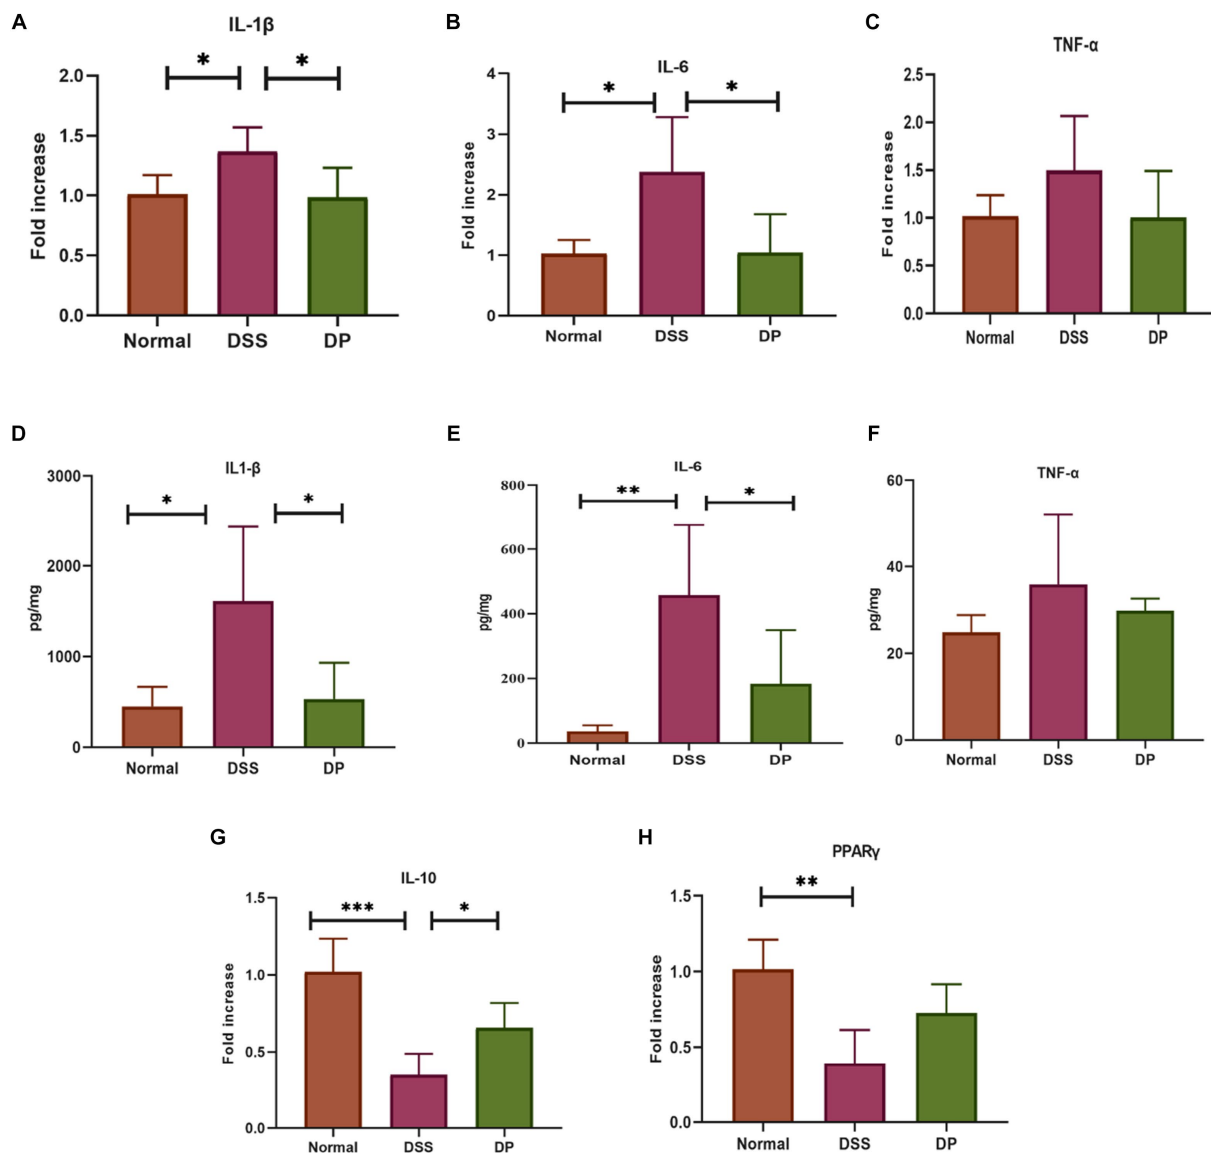 A
IL-1β
* *
Fold increase
2.0
1.5
1.0
0.5
0.0
Normal DSS DP
B
IL-6
* *
Fold increase
4
3
2
1
0
Normal DSS DP
C
TNF-α
Fold increase
2.5
2.0
1.5
1.0
0.5
0.0
Normal DSS DP
D
IL1-β
* *
pg/mg
3000
2000
1000
0
Normal DSS DP
E
IL-6
** *
pg/mg
800
600
400
200
0
Normal DSS DP
F
TNF-α
pg/mg
60
40
20
0
Normal DSS DP
G
IL-10
*** *
Fold increase
1.5
1.0
0.5
0.0
Normal DSS DP
H
PPARγ
**
Fold increase
1.5
1.0
0.5
0.0
Normal DSS DP